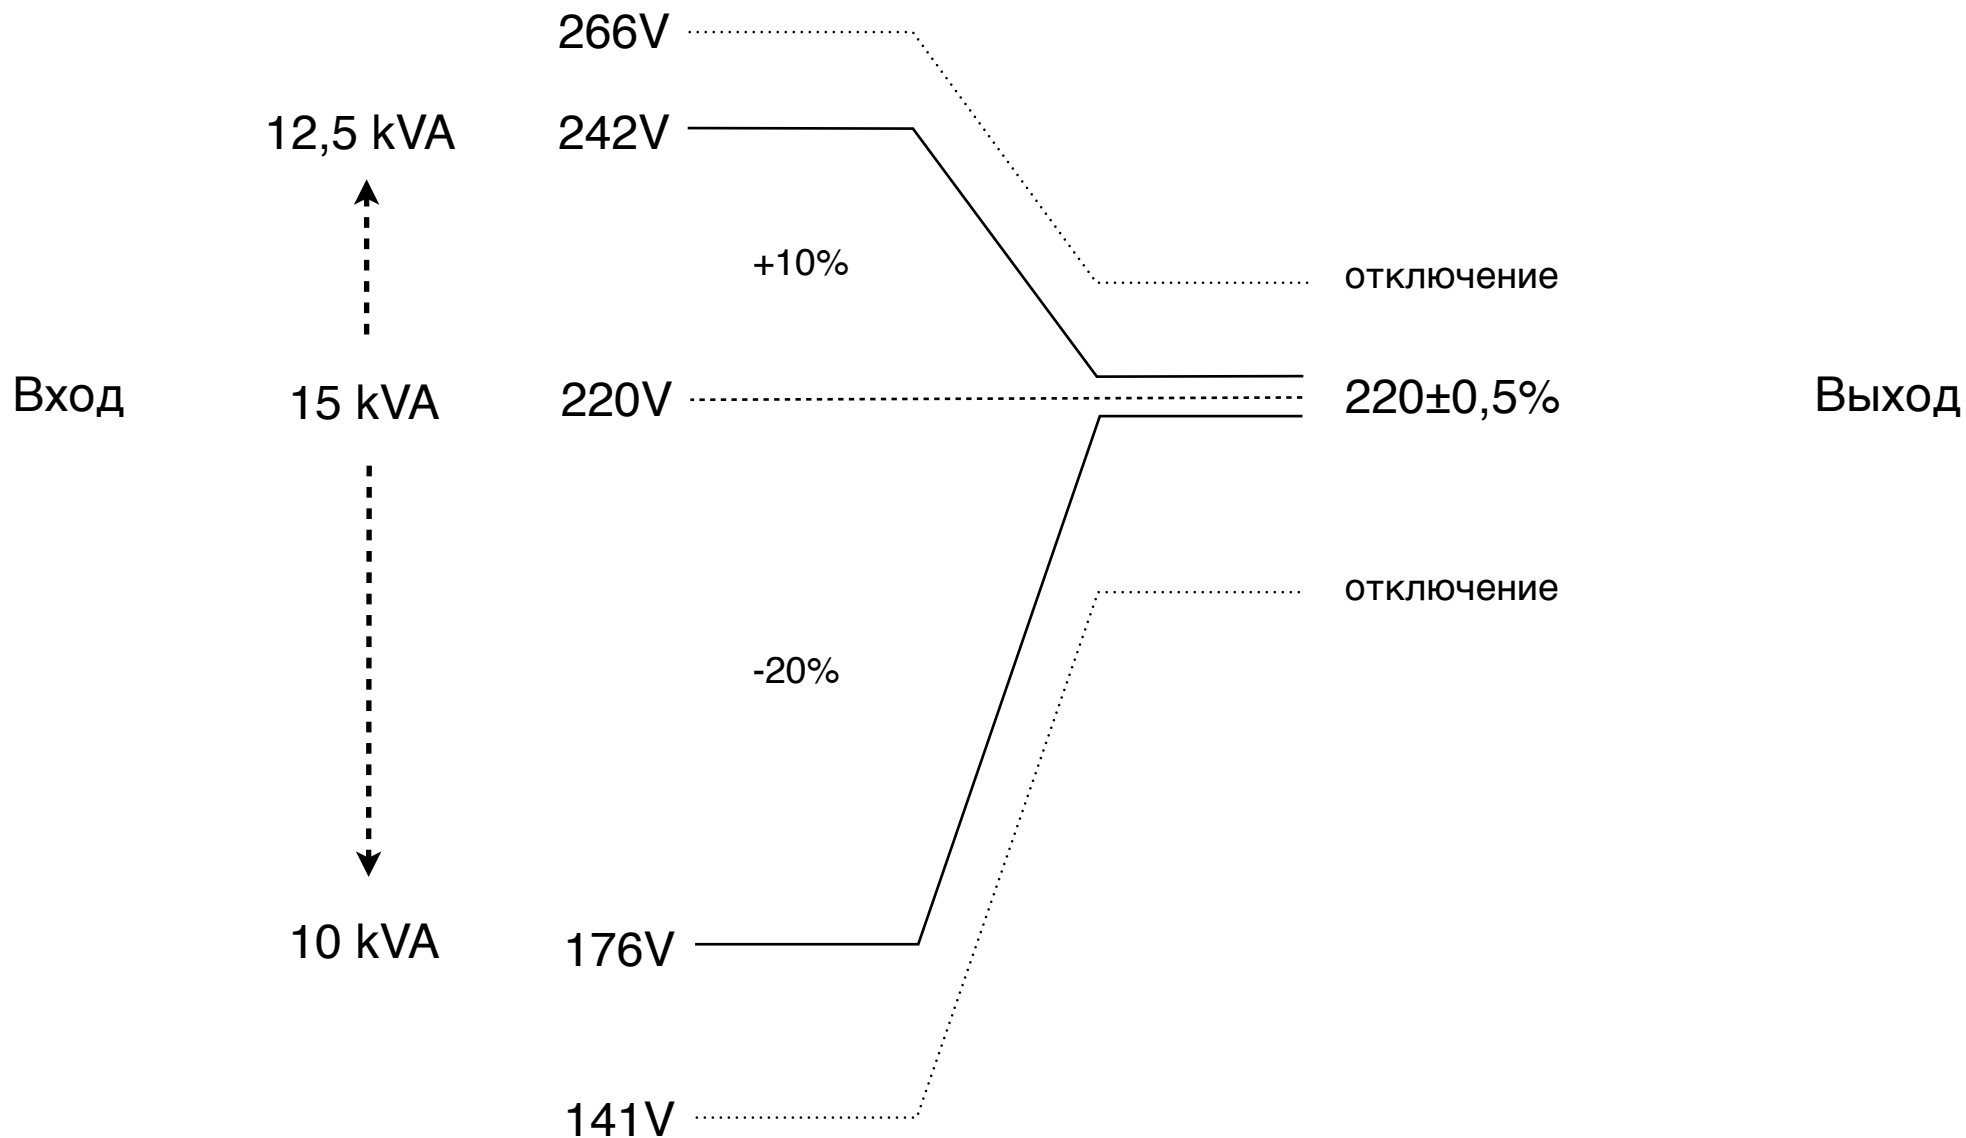 266V
12,5 kVA
242V
+10%
отключение
Вход
15 kVA
220V
220±0,5%
Выход
отключение
-20%
10 kVA
176V
141V